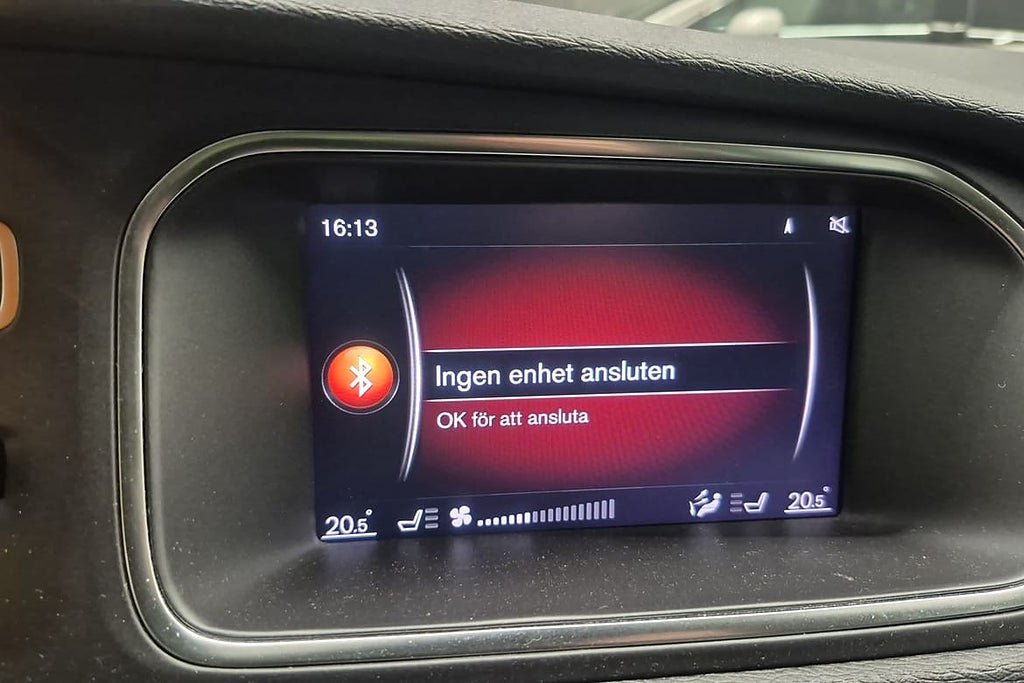 16:13
Ingen enhet ansluten
OK för att ansluta
20.5°
20.5°